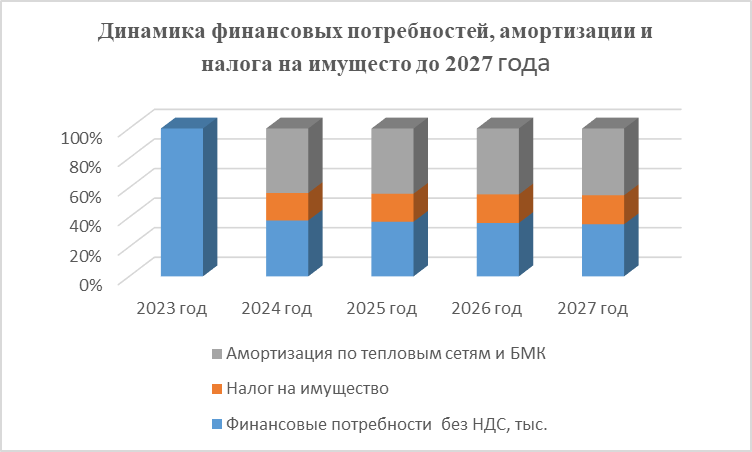 Динамика финансовых потребностей, амортизации и
налога на имущесто до 2027 года
100%
80%
60%
40%
20%
0%
2023 год
2024 год
2025 год
2026 год
2027 год
Амортизация по тепловым сетям и БМК
Налог на имущество
Финансовые потребности без НДС, тыс.